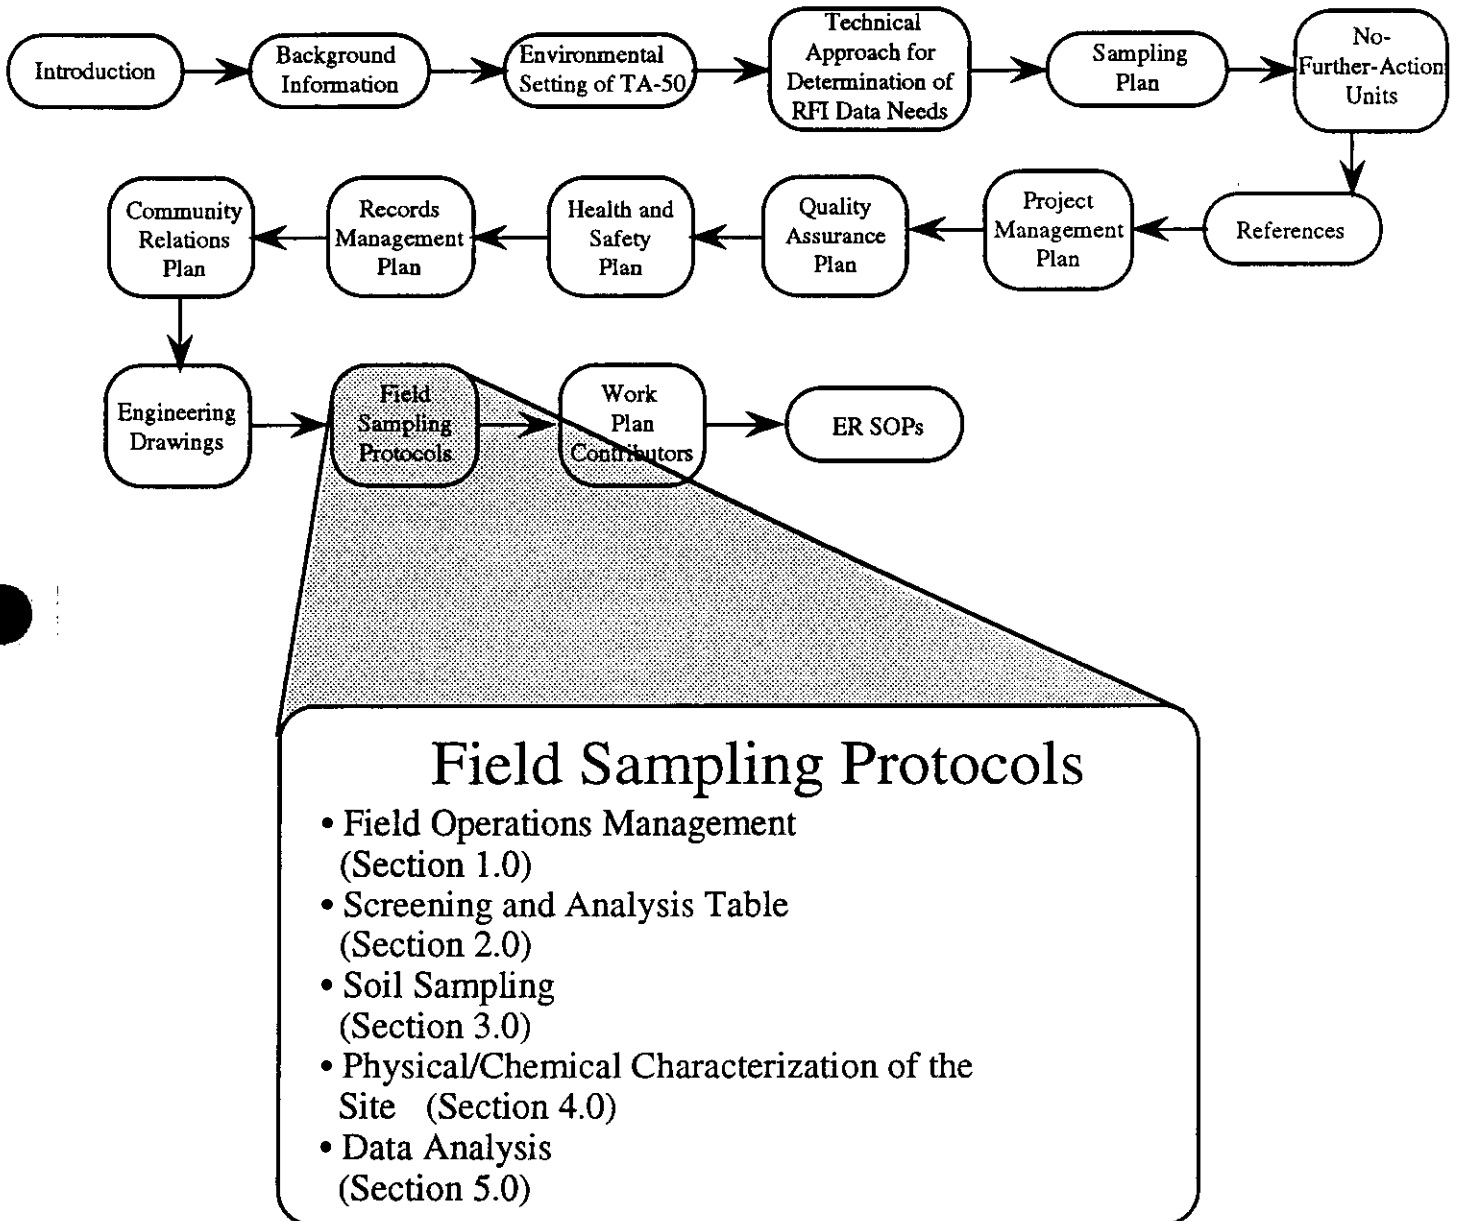 Introduction
Background
Information
Environmental
Setting of TA-50
Technical
Approach for
Determination of
RFI Data Needs
Sampling
Plan
No-
Further-Action
Units
Community
Relations
Plan
Records
Management
Plan
Health and
Safety
Plan
Quality
Assurance
Plan
Project
Management
Plan
References
Engineering
Drawings
Field
Sampling
Protocols
Work
Plan
Contributors
ER SOPs
Field Sampling Protocols
• Field Operations Management
(Section 1.0)
• Screening and Analysis Table
(Section 2.0)
• Soil Sampling
(Section 3.0)
• Physical/Chemical Characterization of the
Site (Section 4.0)
• Data Analysis
(Section 5.0)